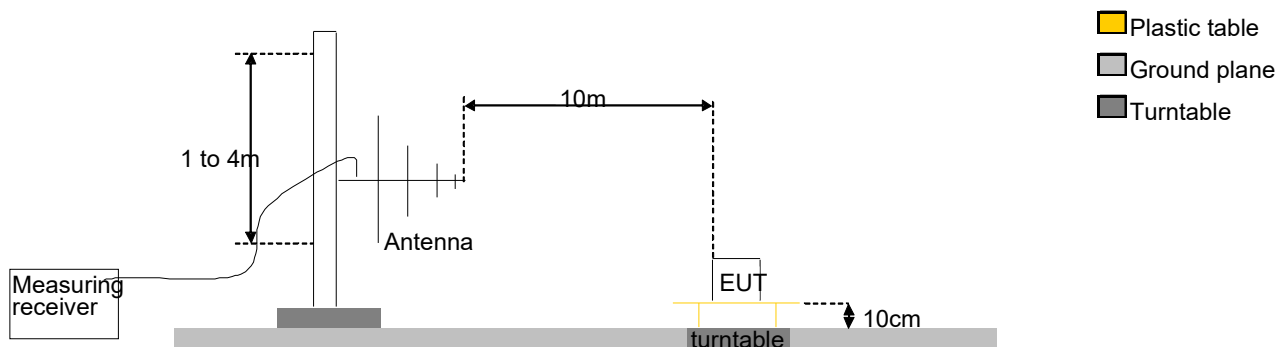 Plastic table
Ground plane
Turntable
10m
1 to 4m
Antenna
Measuring
receiver
EUT
10cm
turntable